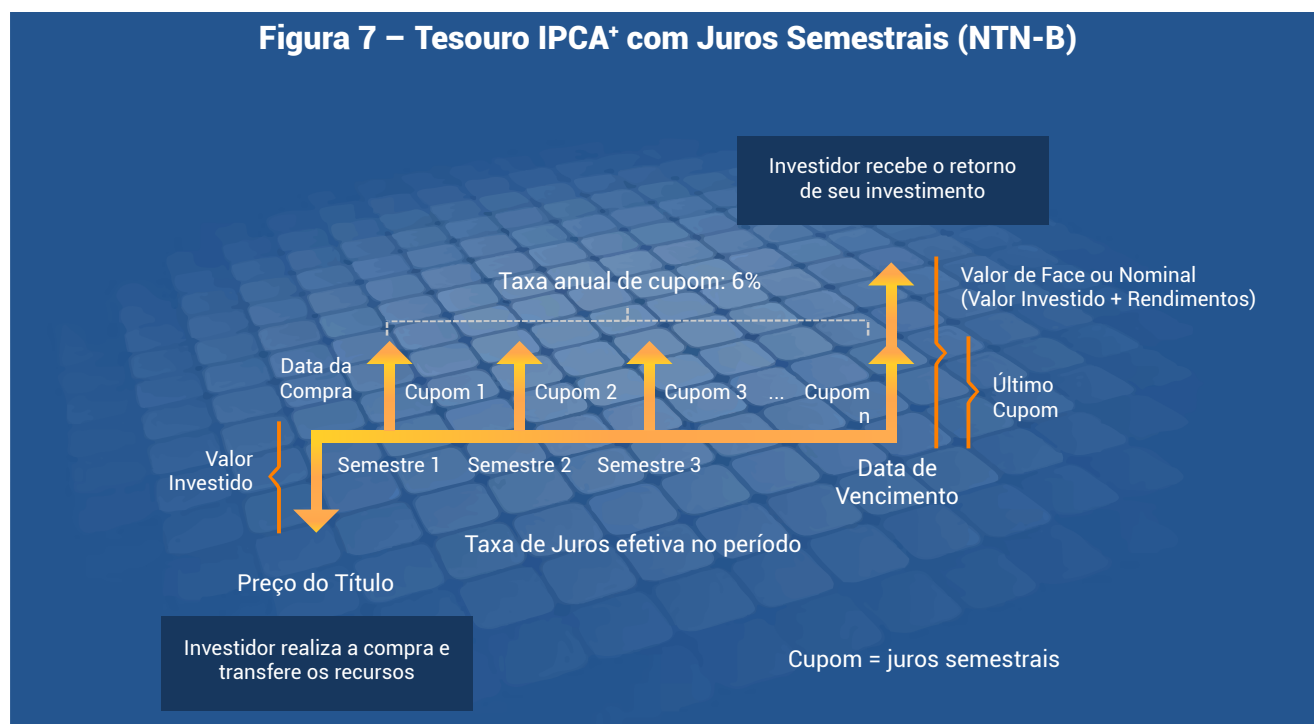 Figura 7 – Tesouro IPCA⁺ com Juros Semestrais (NTN-B)
Investidor recebe o retorno
de seu investimento
Taxa anual de cupom: 6%
Valor de Face ou Nominal
(Valor Investido + Rendimentos)
Data da
Compra
Cupom 1
Cupom 2
Cupom 3
...
Cupom
n
Último
Cupom
Valor
Investido
Semestre 1
Semestre 2
Semestre 3
Data de
Vencimento
Taxa de Juros efetiva no período
Preço do Título
Investidor realiza a compra e
transfere os recursos
Cupom = juros semestrais